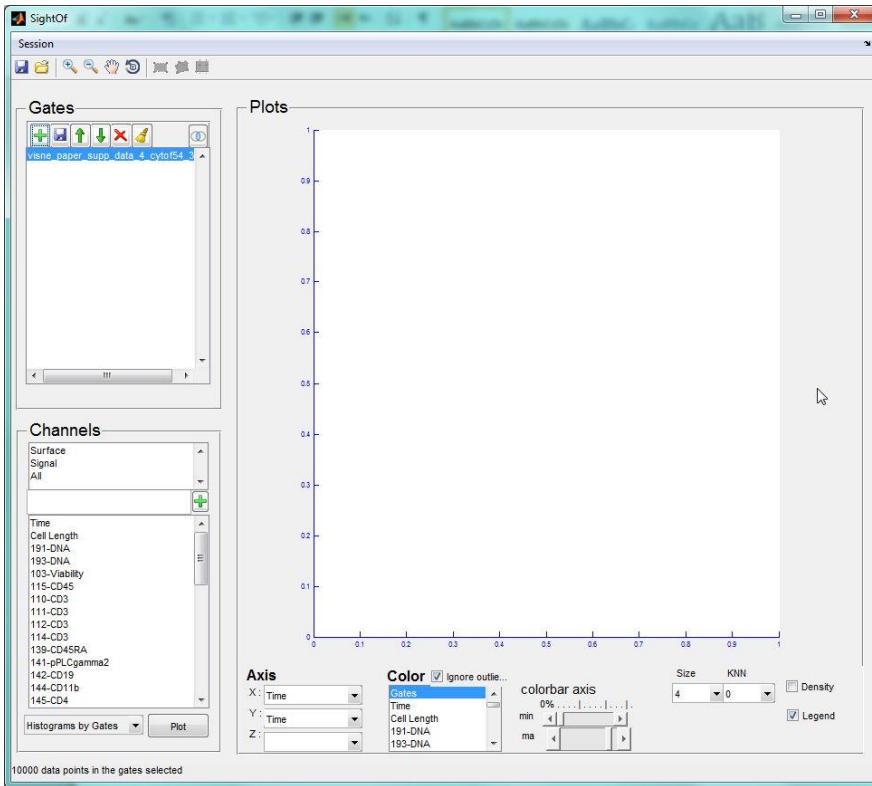 SightOf
Session
Gates
visne_paper_supp_data_4_cytof54_3
Channels
Surface
Signal
All
Time
Cell Length
191-DNA
193-DNA
103-Viability
115-CD45
110-CD3
111-CD3
112-CD3
114-CD3
139-CD45RA
141-pPLCgamma2
142-CD19
144-CD11b
145-CD4
Histograms by Gates
Plot
Plots
1
0.9
0.8
0.7
0.6
0.5
0.4
0.3
0.2
0.1
0
0 0.1 0.2 0.3 0.4 0.5 0.6 0.7 0.8 0.9 1
Axis
X: Time
Y: Time
Z:
Color Ignore outlie...
Gates
Time
Cell Length
191-DNA
193-DNA
colorbar axis
0%
min
ma
Size KNN
4 0
Density
Legend
10000 data points in the gates selected